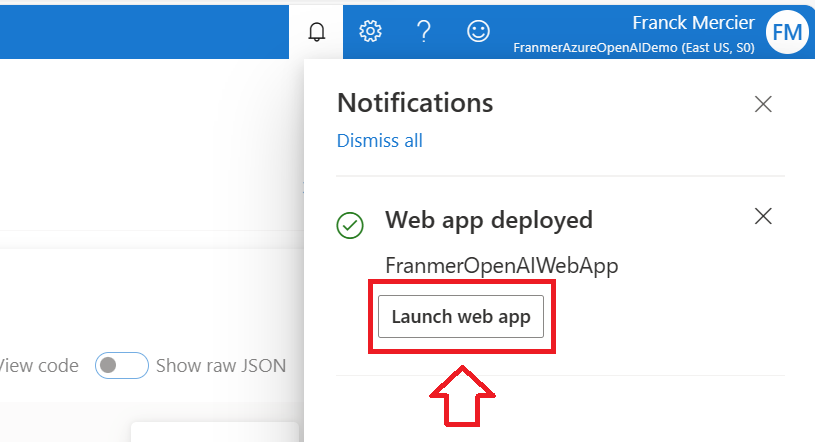 Franck Mercier
FranmerAzureOpenAIDemo (East US, S0)
FM
Notifications
Dismiss all
Web app deployed
FranmerOpenAIWebApp
Launch web app
View code
Show raw JSON